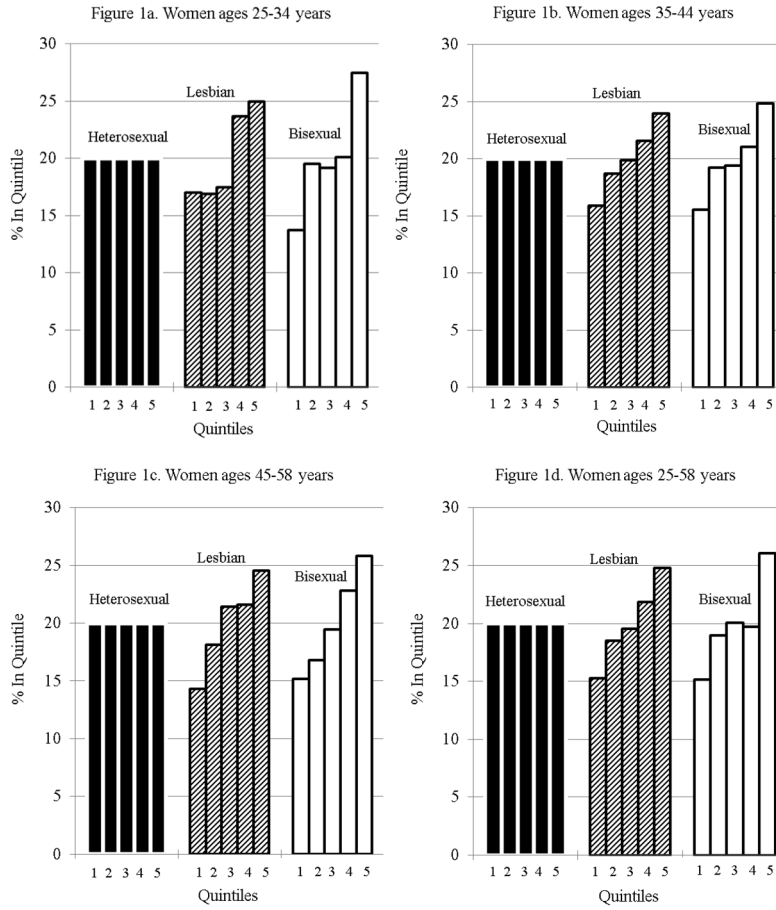 Figure 1a. Women ages 25-34 years
30
25
20
15
10
5
0
% In Quintile
Heterosexual
Lesbian
Bisexual
1 2 3 4 5
1 2 3 4 5
1 2 3 4 5
Quintiles
Figure 1b. Women ages 35-44 years
30
25
20
15
10
5
0
% In Quintile
Heterosexual
Lesbian
Bisexual
1 2 3 4 5
1 2 3 4 5
1 2 3 4 5
Quintiles
Figure 1c. Women ages 45-58 years
30
25
20
15
10
5
0
% In Quintile
Heterosexual
Lesbian
Bisexual
1 2 3 4 5
1 2 3 4 5
1 2 3 4 5
Quintiles
Figure 1d. Women ages 25-58 years
30
25
20
15
10
5
0
% In Quintile
Heterosexual
Lesbian
Bisexual
1 2 3 4 5
1 2 3 4 5
1 2 3 4 5
Quintiles